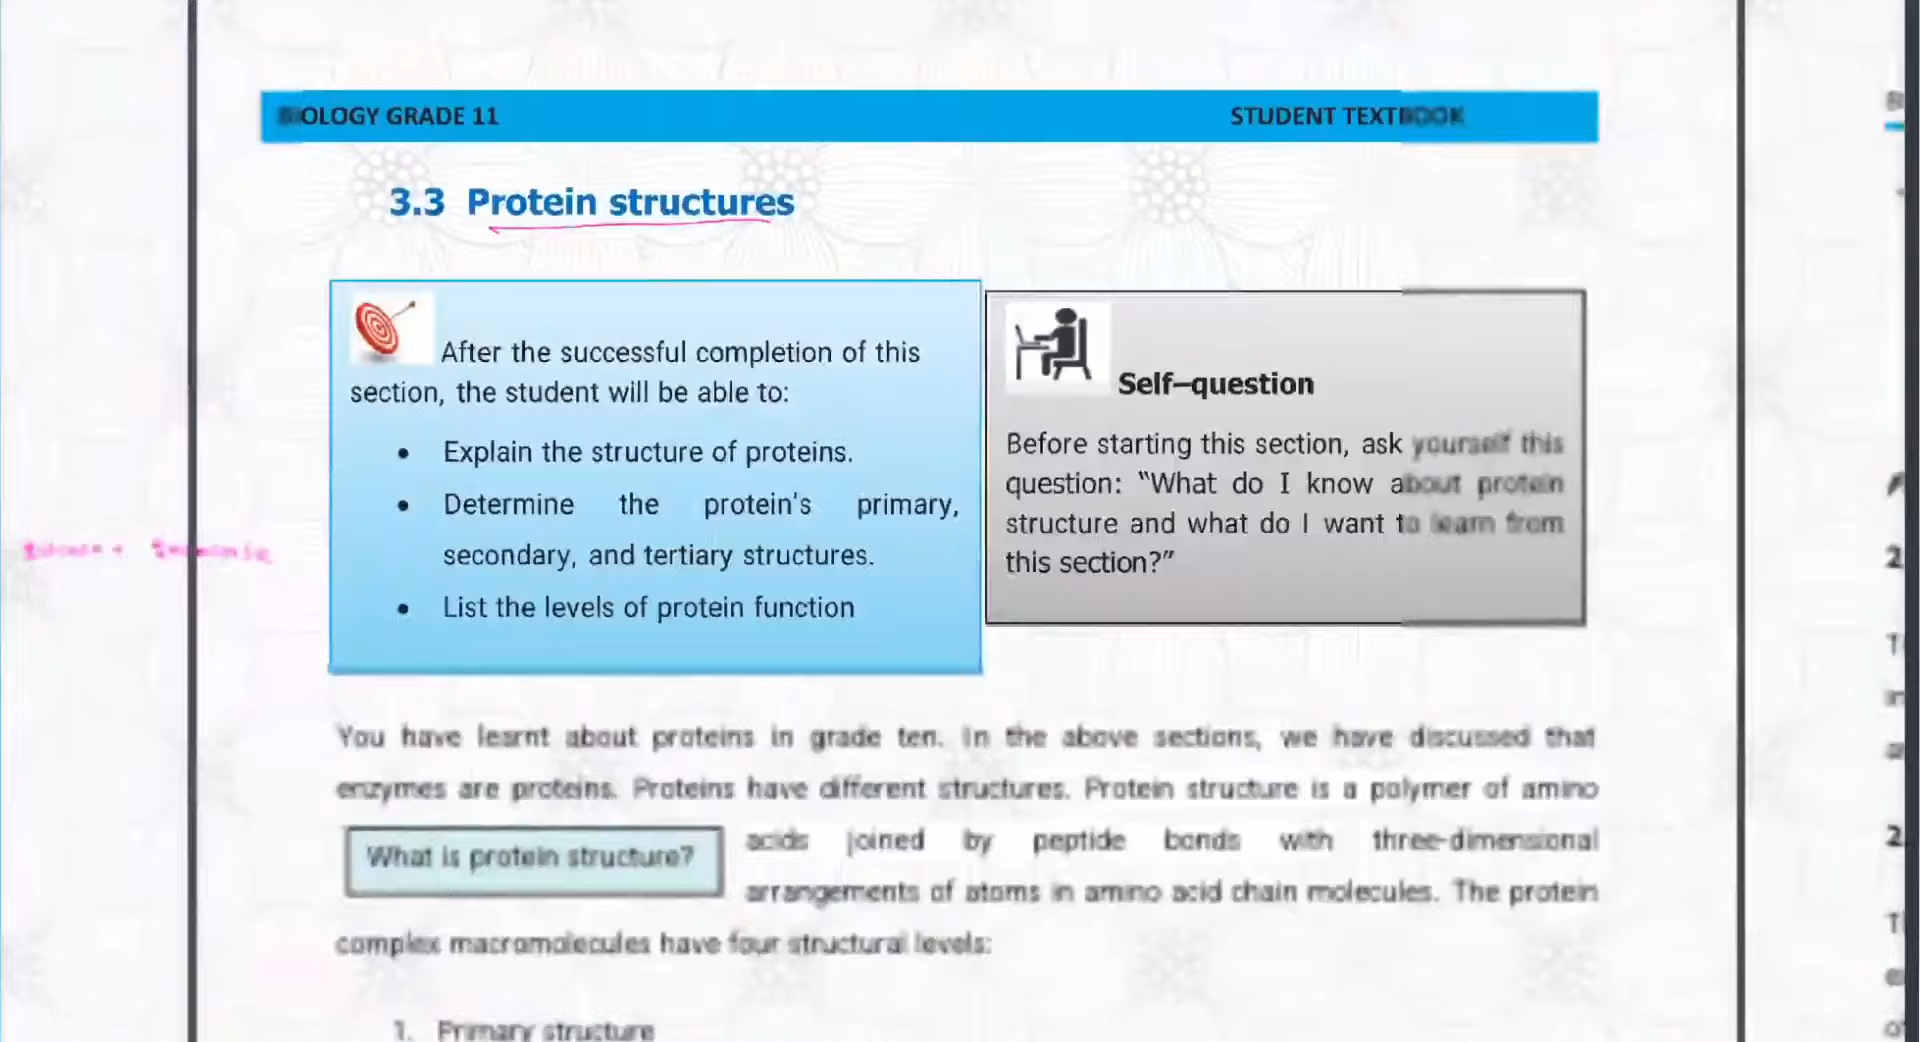 BIOLOGY GRADE 11 STUDENT TEXTBOOK
3.3 Protein structures
After the successful completion of this
section, the student will be able to:
• Explain the structure of proteins.
• Determine the protein's primary,
secondary, and tertiary structures.
• List the levels of protein function
Self–question
Before starting this section, ask yourself this
question: “What do I know about protein
structure and what do I want to learn from
this section?”
You have learnt about proteins in grade ten. In the above sections, we have discussed that
enzymes are proteins. Proteins have different structures. Protein structure is a polymer of amino
What is protein structure?
acids joined by peptide bonds with three-dimensional
arrangements of atoms in amino acid chain molecules. The protein
complex macromolecules have four structural levels:
1. Primary structure